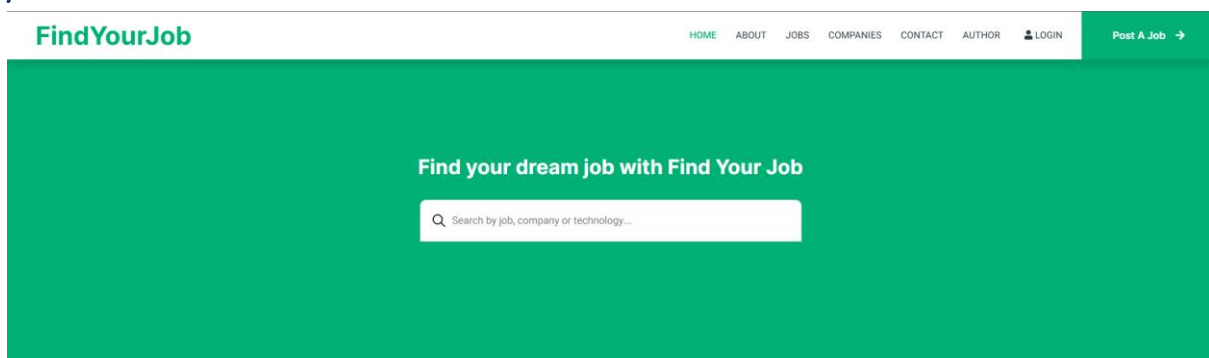 FindYourJob
HOME ABOUT JOBS COMPANIES CONTACT AUTHOR LOGIN Post A Job →
Find your dream job with Find Your Job
Search by job, company or technology...